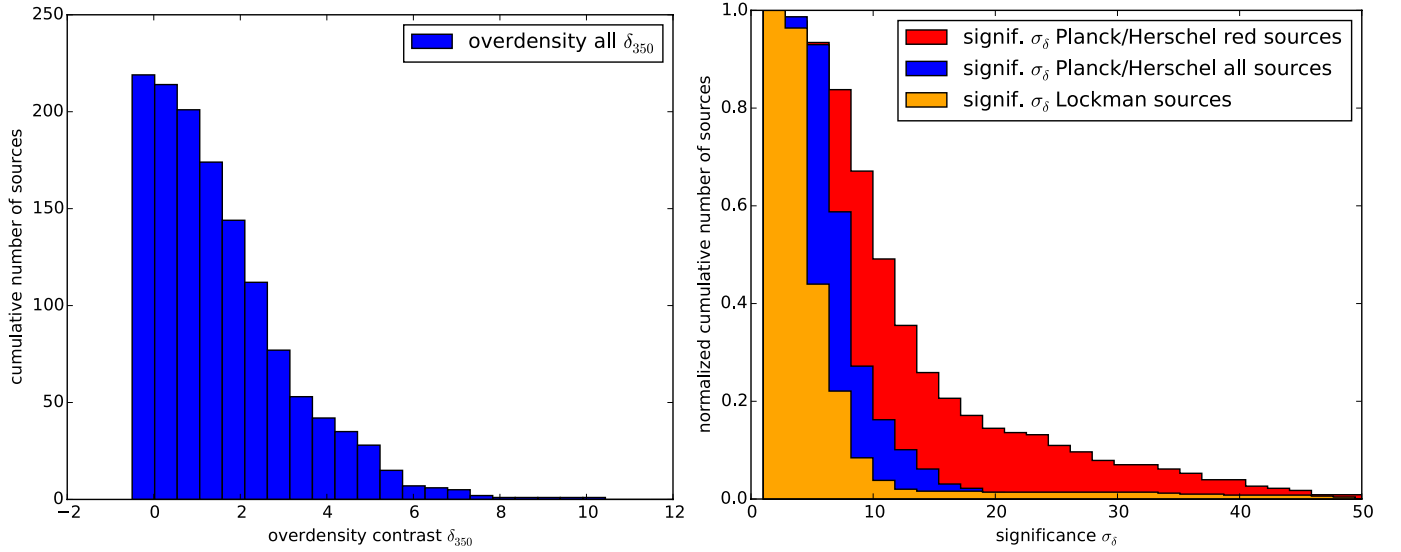 250
200
150
100
50
0
cumulative number of sources
overdensity all δ350
−2 0 2 4 6 8 10 12
overdensity contrast δ350
1.0
0.8
0.6
0.4
0.2
0.0
normalized cumulative number of sources
signif. σδ Planck/Herschel red sources
signif. σδ Planck/Herschel all sources
signif. σδ Lockman sources
0 10 20 30 40 50
significance σδ